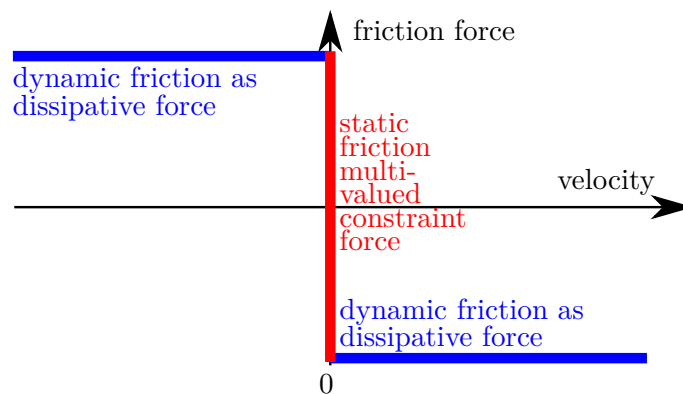 friction force
dynamic friction as
dissipative force
static
friction
multi-
valued
constraint
force
velocity
dynamic friction as
dissipative force
0